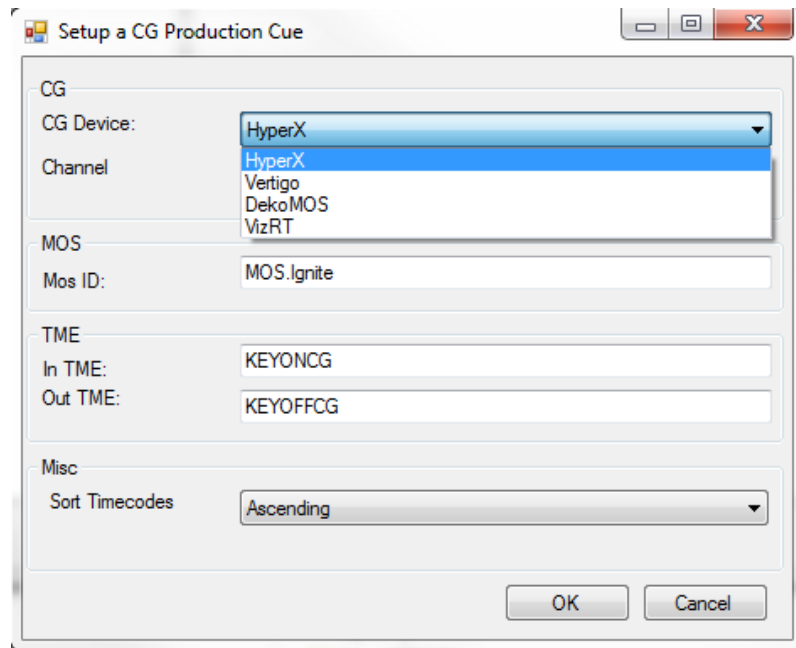 Setup a CG Production Cue
CG
CG Device:
HyperX
HyperX
Vertigo
DekoMOS
VizRT
Channel
MOS
Mos ID:
MOS.Ignite
TME
In TME:
KEYONCG
Out TME:
KEYOFFCG
Misc
Sort Timecodes
Ascending
OK
Cancel